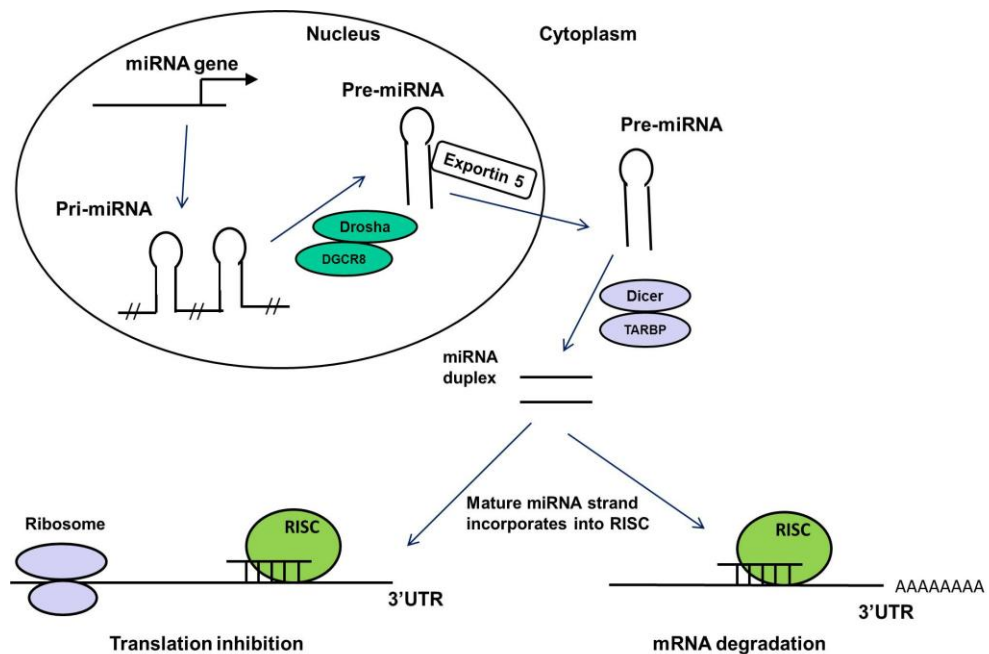 Nucleus
Cytoplasm
miRNA gene
Pre-miRNA
Pre-miRNA
Exportin 5
Pri-miRNA
Drosha
DGCR8
Dicer
TARBP
miRNA
duplex
Mature miRNA strand
incorporates into RISC
Ribosome
RISC
3’UTR
Translation inhibition
RISC
AAAAAAAA
3’UTR
mRNA degradation